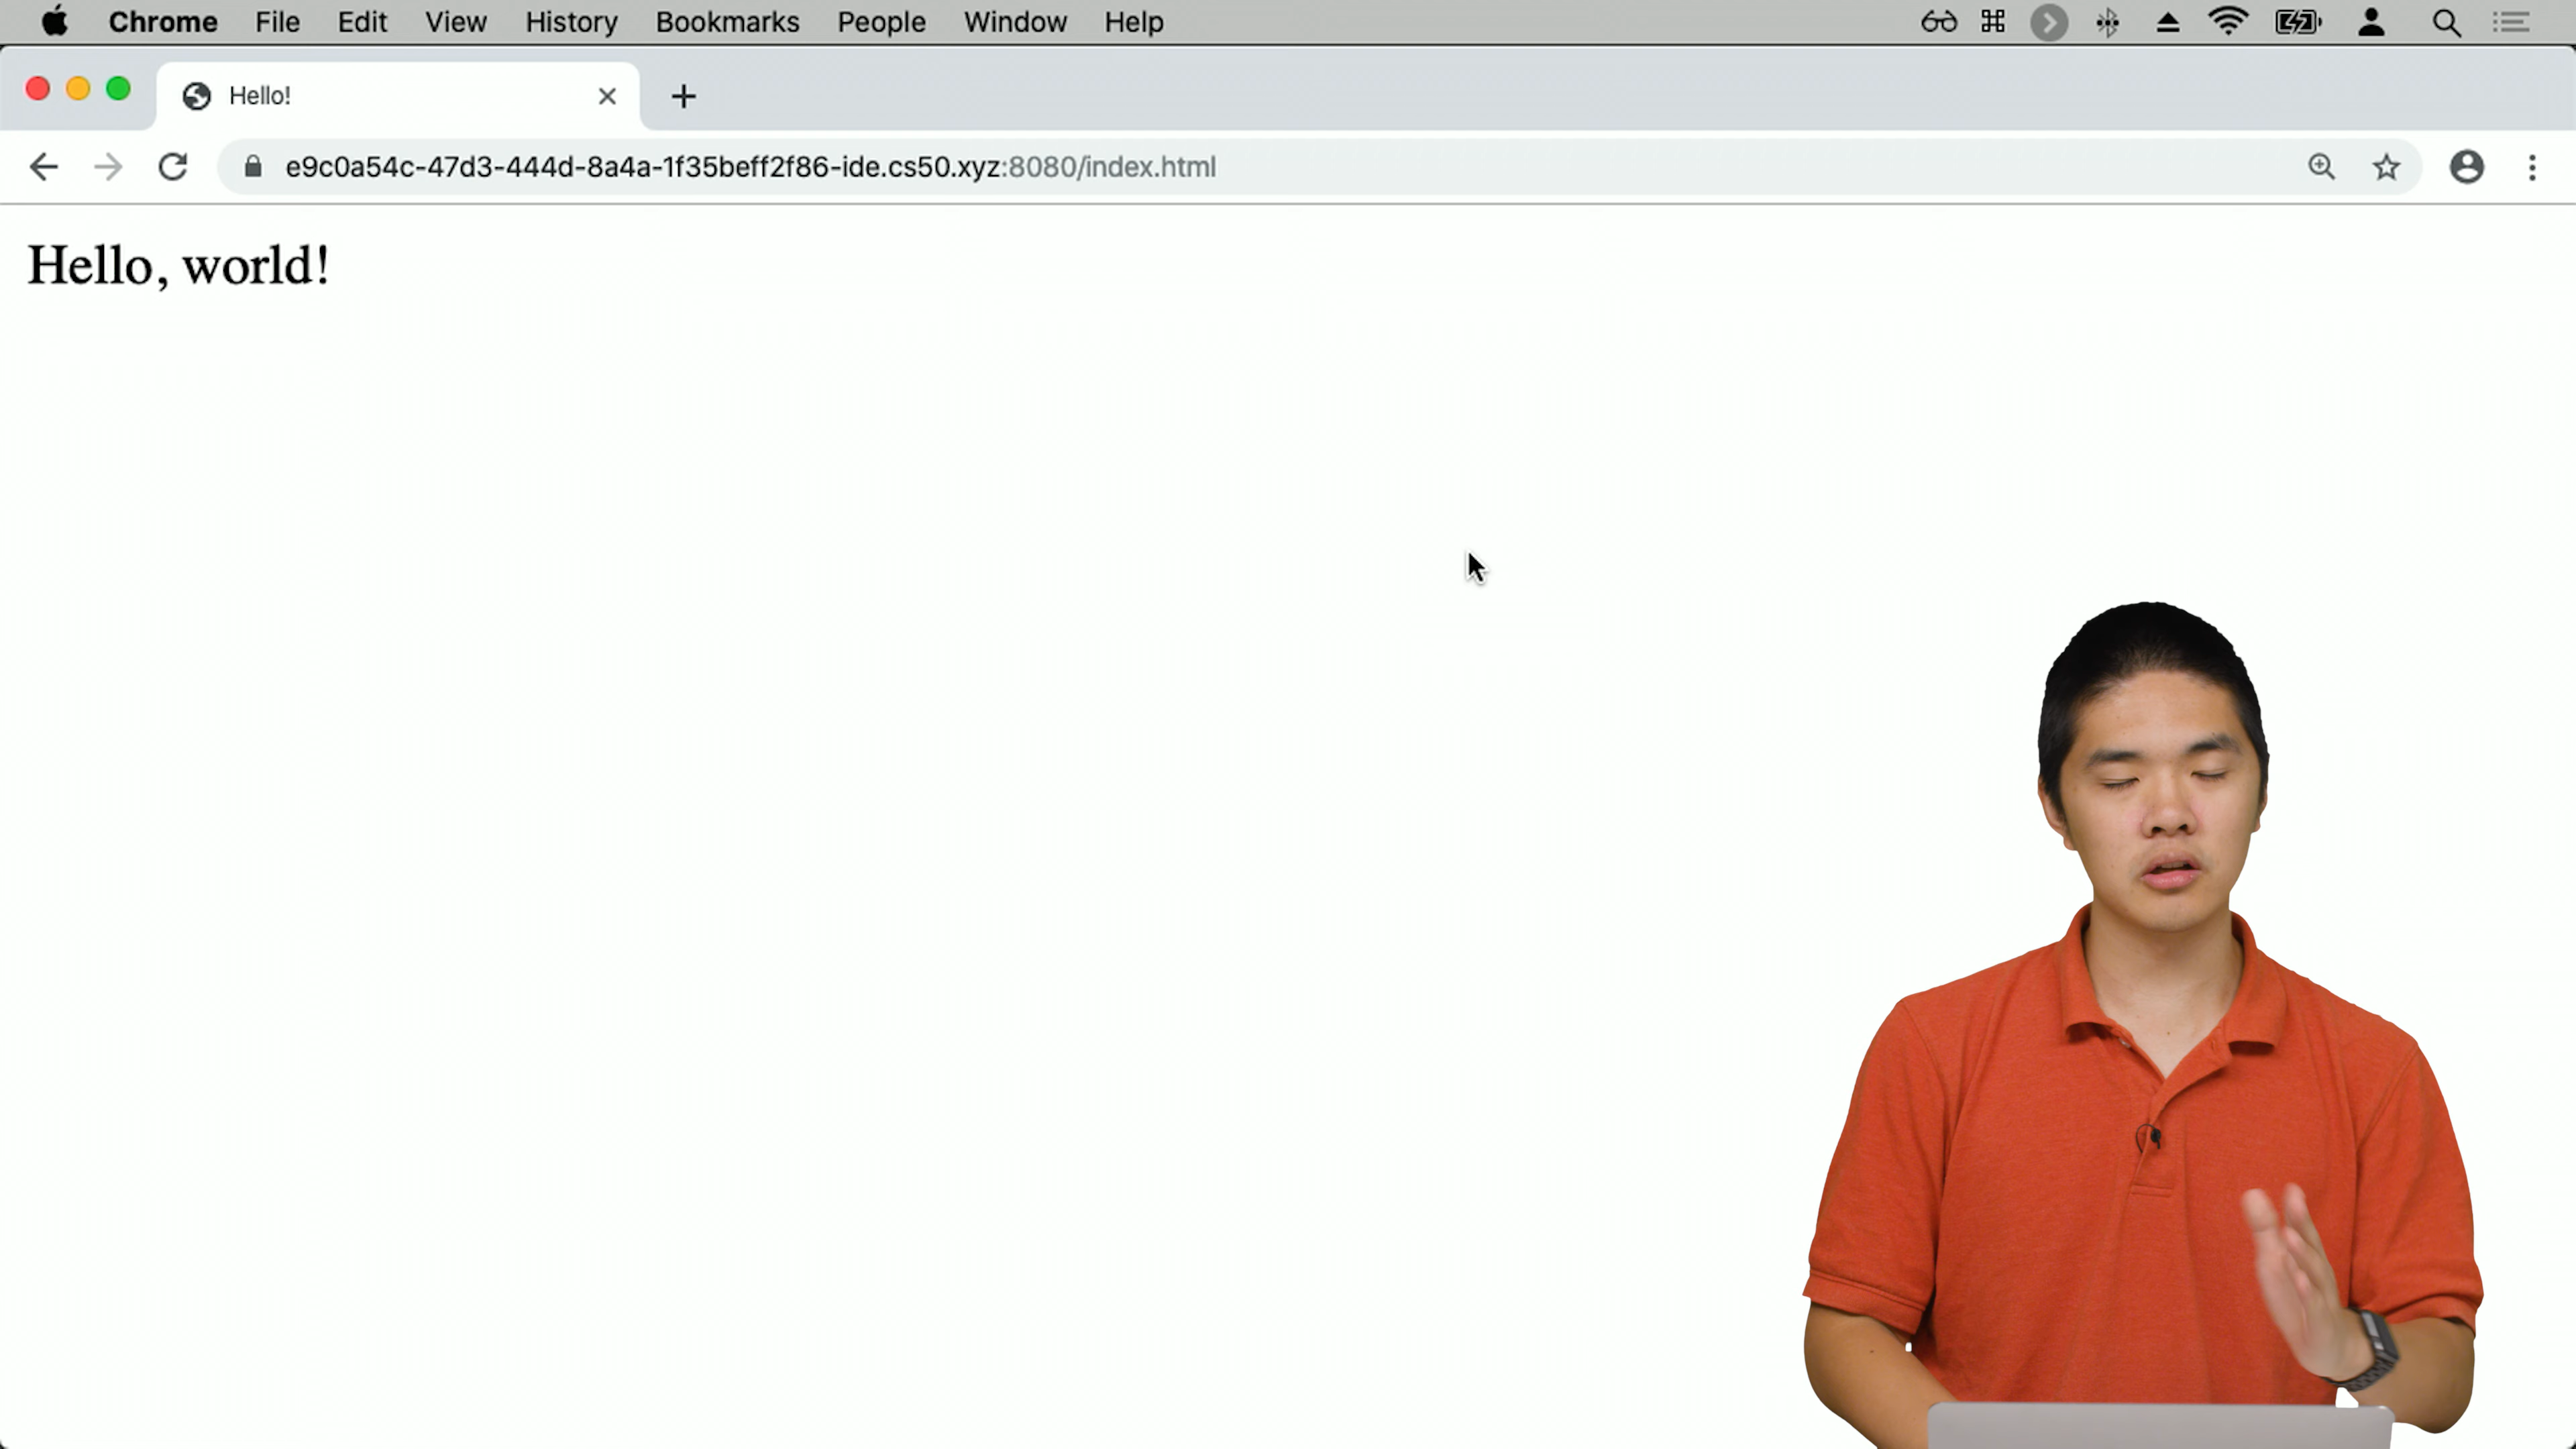 Chrome File Edit View History Bookmarks People Window Help
Hello!
e9c0a54c-47d3-444d-8a4a-1f35beff2f86-ide.cs50.xyz:8080/index.html
Hello, world!